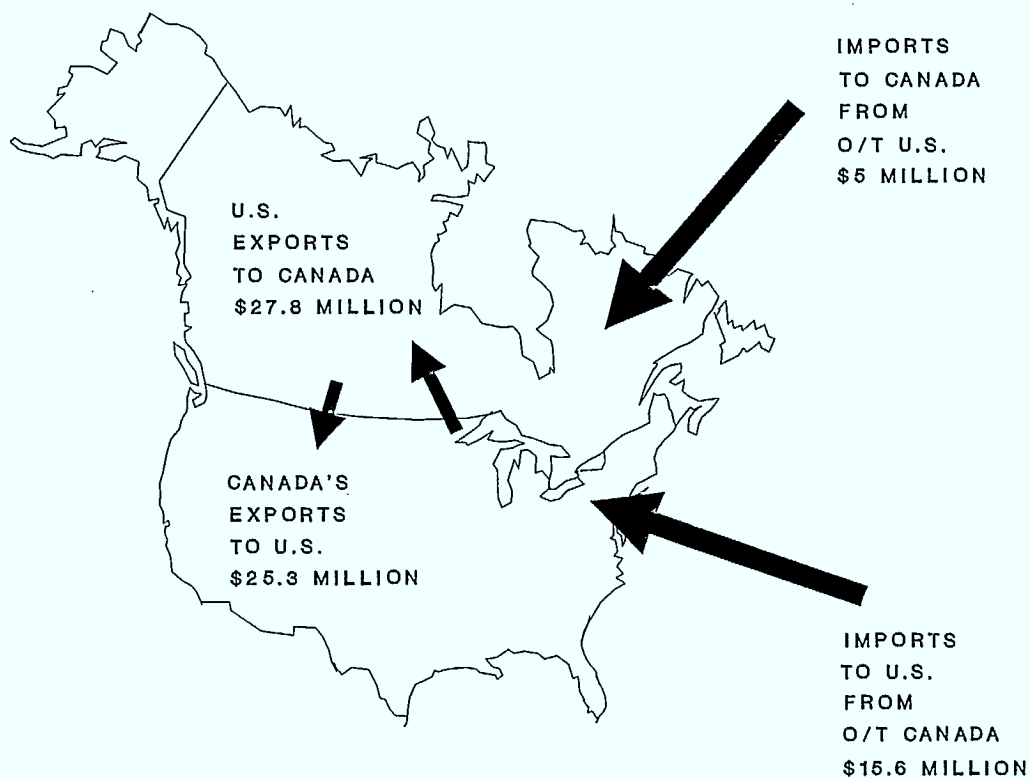 IMPORTS
TO CANADA
FROM
O/T U.S.
$5 MILLION
U.S.
EXPORTS
TO CANADA
$27.8 MILLION
CANADA'S
EXPORTS
TO U.S.
$25.3 MILLION
IMPORTS
TO U.S.
FROM
O/T CANADA
$15.6 MILLION